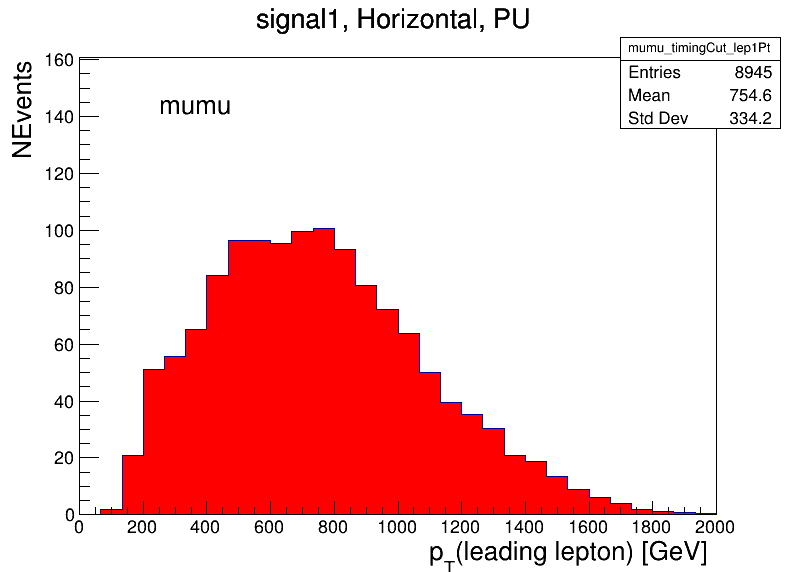 signal1, Horizontal, PU
mumu_timingCut_lep1Pt
Entries 8945
Mean 754.6
Std Dev 334.2
NEvents
mumu
160
140
120
100
80
60
40
20
0
0 200 400 600 800 1000 1200 1400 1600 1800 2000
p_T(leading lepton) [GeV]